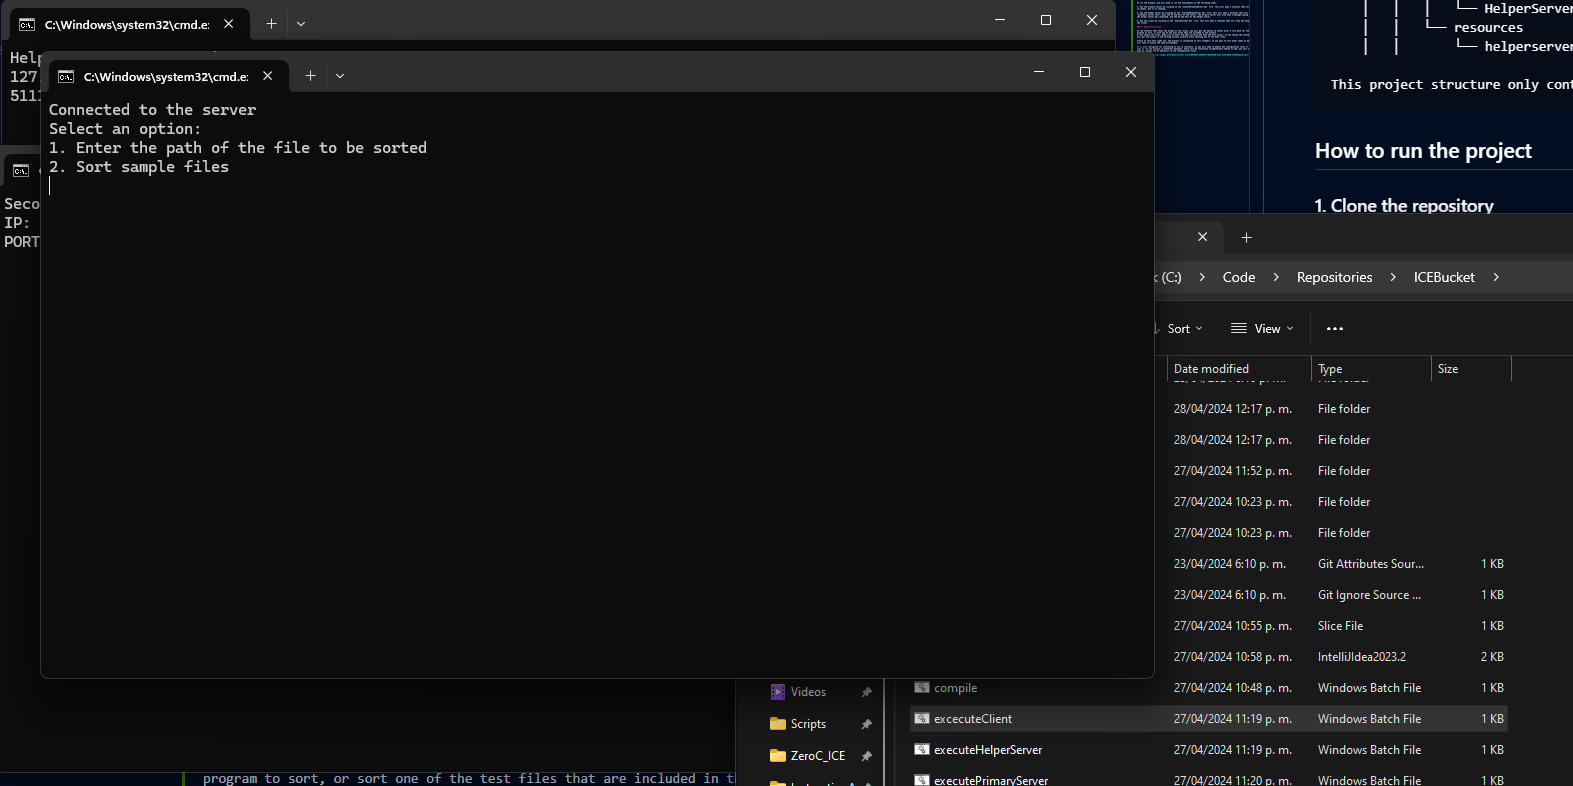 C:\Windows\system32\cmd.e:
C:\Windows\system32\cmd.e:
Connected to the server
Select an option:
1. Enter the path of the file to be sorted
2. Sort sample files
127
IP:
PORT
HelperServer
resources
helperserver
This project structure only
How to run the project
1. Clone the repository
(C:) > Code > Repositories > ICEBucket >
Sort View
Date modified Type Size
28/04/2024 12:17 p. m. File folder
28/04/2024 12:17 p. m. File folder
27/04/2024 11:52 p. m. File folder
27/04/2024 10:23 p. m. File folder
27/04/2024 10:23 p. m. File folder
23/04/2024 6:10 p. m. Git Attributes Sour... 1 KB
23/04/2024 6:10 p. m. Git Ignore Source ... 1 KB
27/04/2024 10:55 p. m. Slice File 1 KB
27/04/2024 10:58 p. m. IntelliJIdea2023.2 2 KB
compile 27/04/2024 10:48 p. m. Windows Batch File 1 KB
excecuteClient 27/04/2024 11:19 p. m. Windows Batch File 1 KB
executeHelperServer 27/04/2024 11:19 p. m. Windows Batch File 1 KB
executePrimaryServer 27/04/2024 11:20 p. m. Windows Batch File 1 KB
Videos
Scripts
ZeroC_ICE
program to sort, or sort one of the test files that are included in